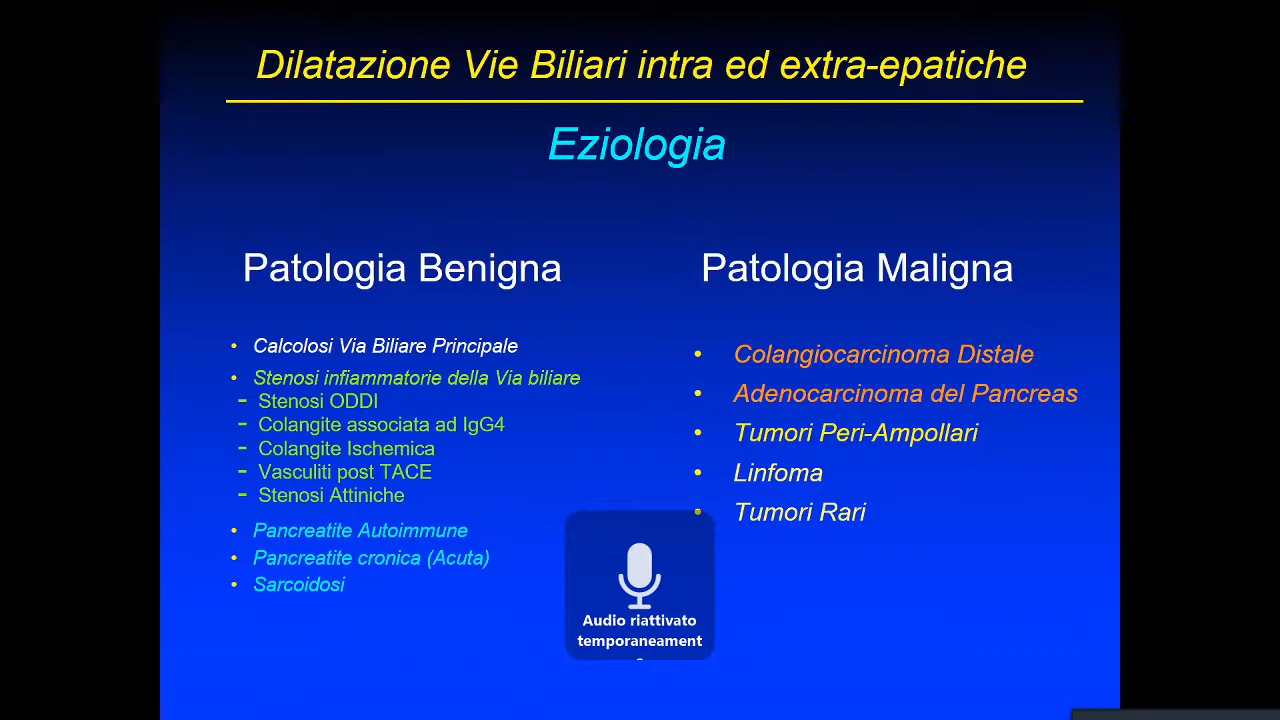 Dilatazione Vie Biliari intra ed extra-epatiche
Eziologia
Patologia Benigna
• Calcolosi Via Biliare Principale
• Stenosi infiammatorie della Via biliare
- Stenosi ODDI
- Colangite associata ad IgG4
- Colangite Ischemica
- Vasculiti post TACE
- Stenosi Attiniche
• Pancreatite Autoimmune
• Pancreatite cronica (Acuta)
• Sarcoidosi
Patologia Maligna
• Colangiocarcinoma Distale
• Adenocarcinoma del Pancreas
• Tumori Peri-Ampollari
• Linfoma
• Tumori Rari
Audio riattivato
temporaneament